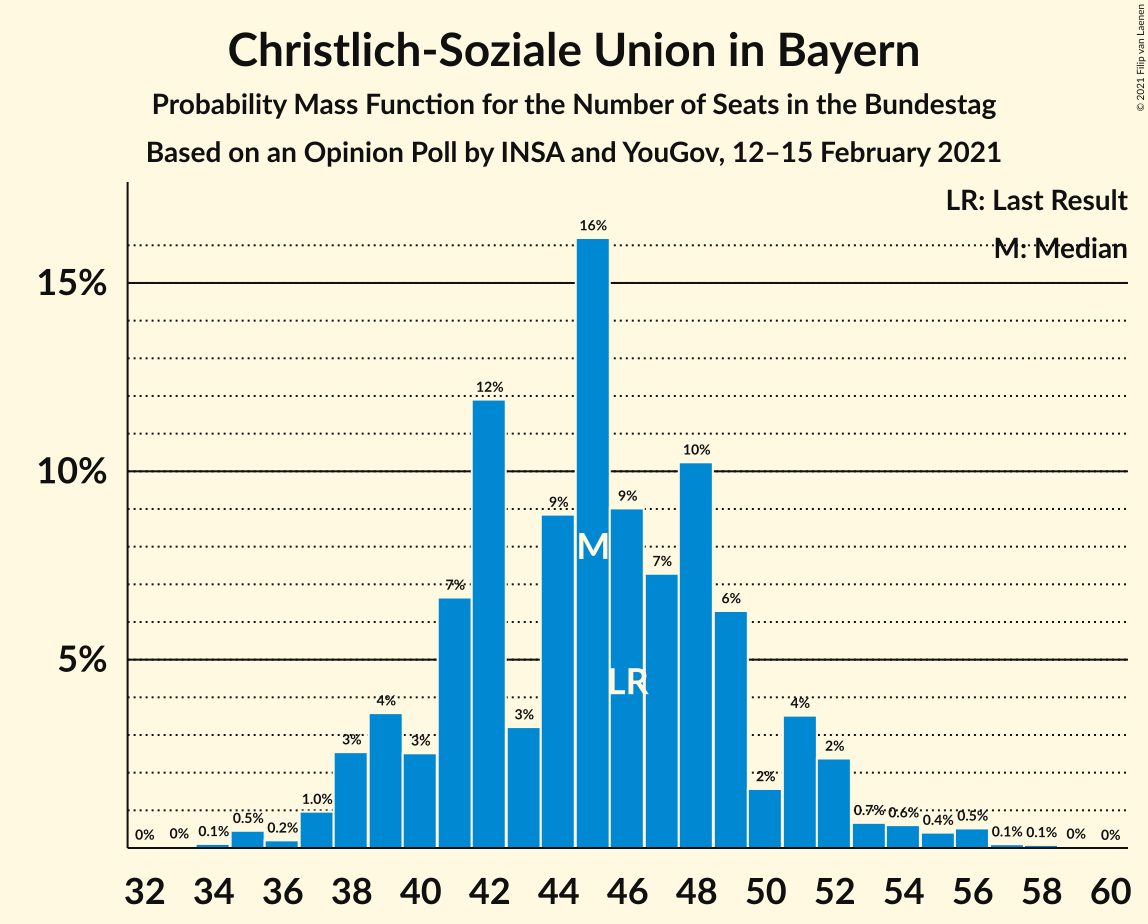 Christlich-Soziale Union in Bayern
Probability Mass Function for the Number of Seats in the Bundestag
Based on an Opinion Poll by INSA and YouGov, 12–15 February 2021
© 2021 Filip van Laenen
LR: Last Result
M: Median
15%
10%
5%
0% 0% 0.1% 0.5% 0.2% 1.0% 3% 4% 3% 7% 12% 3% 9% 16% 9% 7% 10% 6% 2% 4% 2% 0.7% 0.6% 0.4% 0.5% 0.1% 0.1% 0% 0%
M
LR
32 34 36 38 40 42 44 46 48 50 52 54 56 58 60